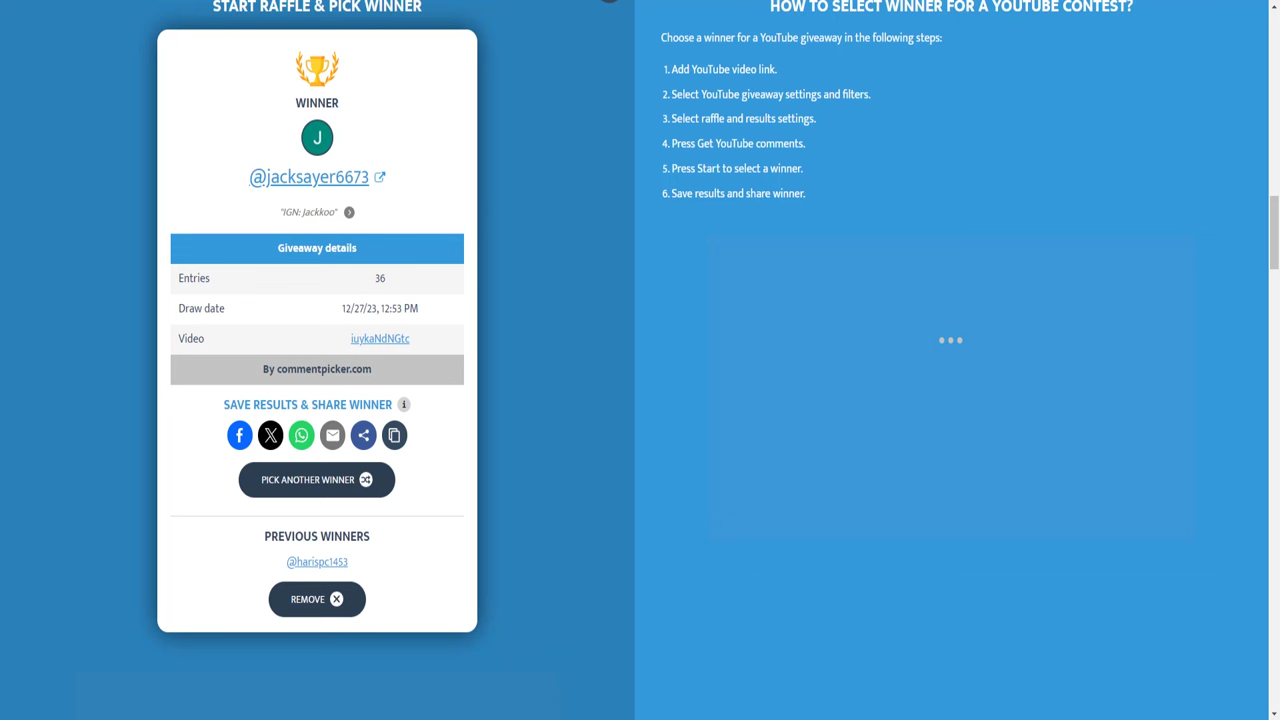 START RAFFLE & PICK WINNER
WINNER
J
@jacksayer6673
"IGN: Jackkoo"
Giveaway details
Entries 36
Draw date 12/27/23, 12:53 PM
Video iuykaNdNGtc
By commentpicker.com
SAVE RESULTS & SHARE WINNER i
PICK ANOTHER WINNER
PREVIOUS WINNERS
@harispc1453
REMOVE
HOW TO SELECT WINNER FOR A YOUTUBE CONTEST?
Choose a winner for a YouTube giveaway in the following steps:
1. Add YouTube video link.
2. Select YouTube giveaway settings and filters.
3. Select raffle and results settings.
4. Press Get YouTube comments.
5. Press Start to select a winner.
6. Save results and share winner.